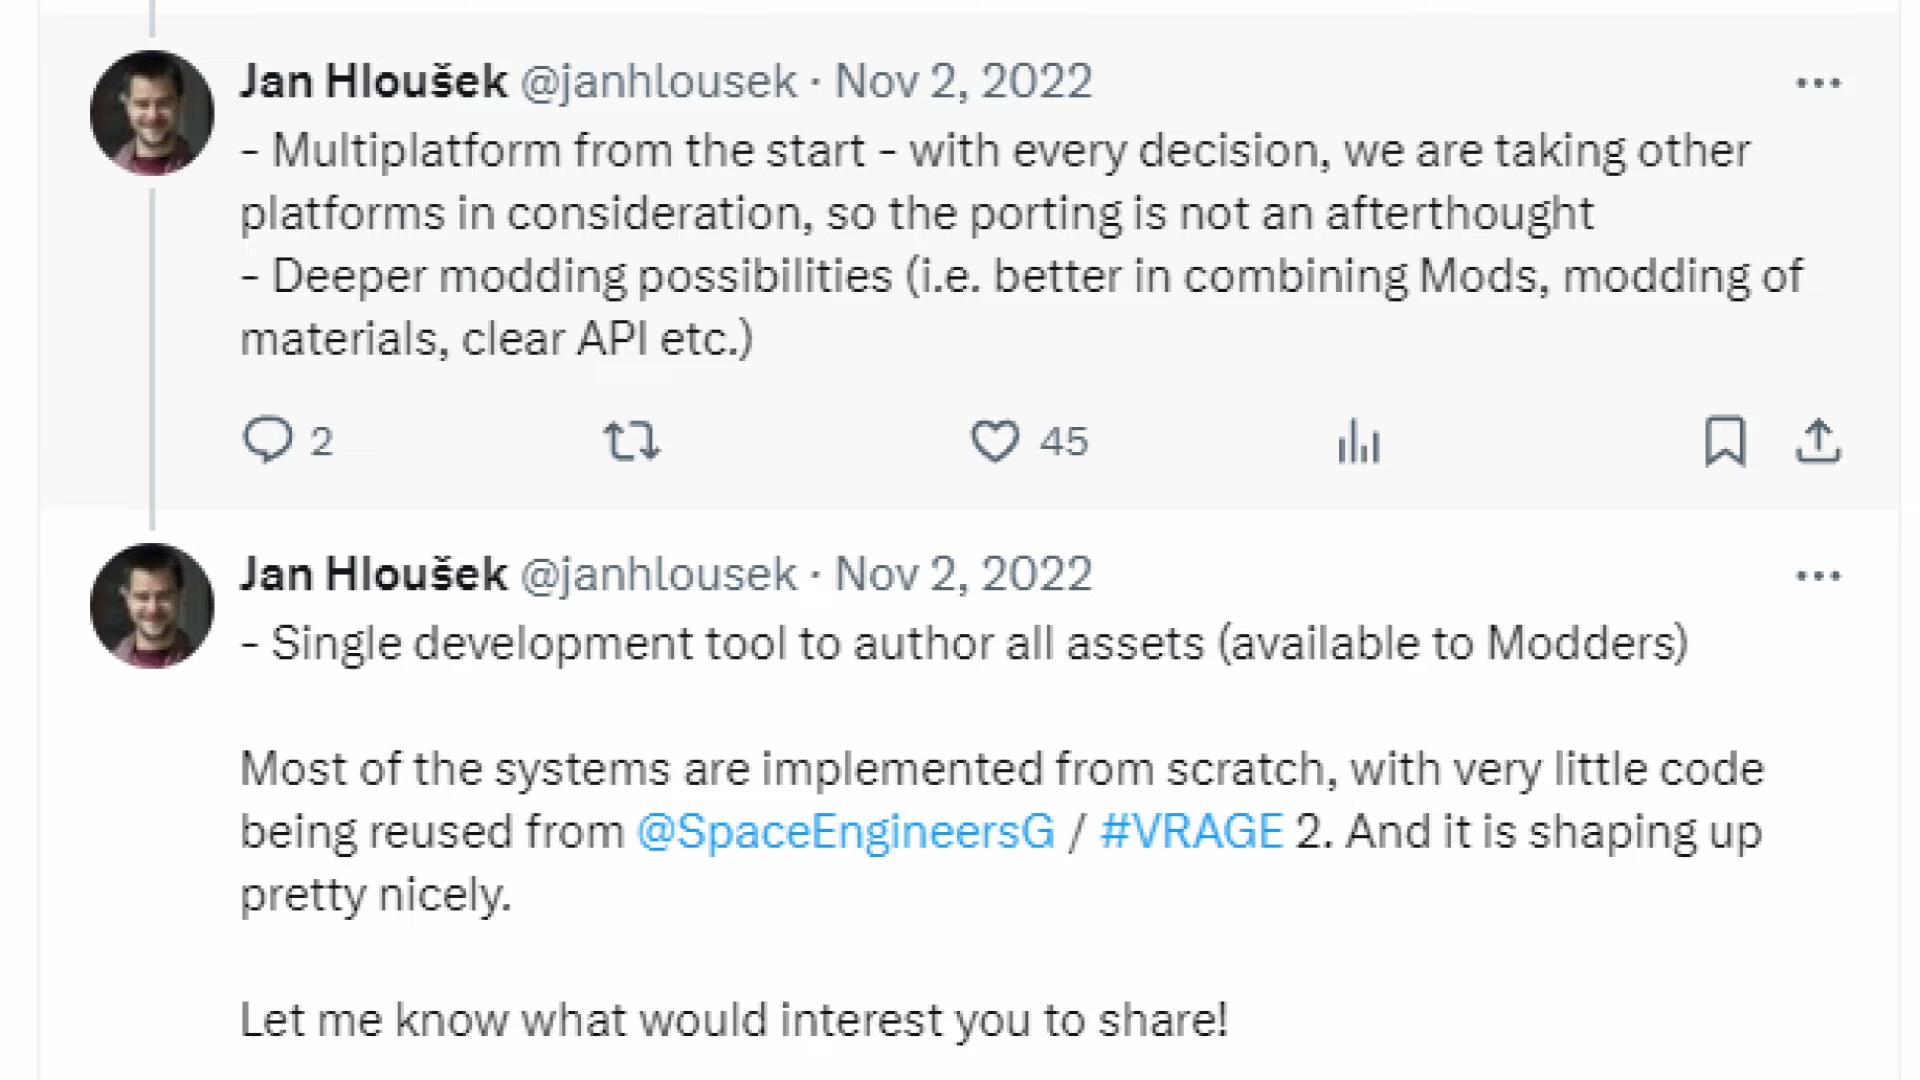 Jan Hloušek @janhlousek · Nov 2, 2022
- Multiplatform from the start - with every decision, we are taking other
platforms in consideration, so the porting is not an afterthought
- Deeper modding possibilities (i.e. better in combining Mods, modding of
materials, clear API etc.)
2 45
Jan Hloušek @janhlousek · Nov 2, 2022
- Single development tool to author all assets (available to Modders)
Most of the systems are implemented from scratch, with very little code
being reused from @SpaceEngineersG / #VRAGE 2. And it is shaping up
pretty nicely.
Let me know what would interest you to share!